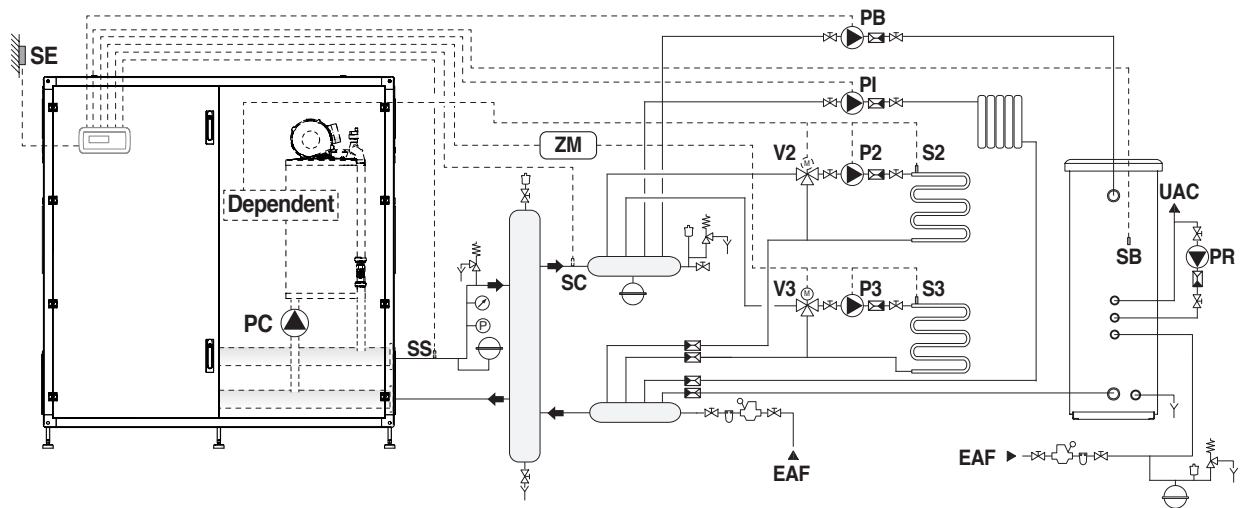 PB
SE
PI
ZM
V2
M
P2
S2
Dependent
UAC
SB
PR
SC
V3
M
P3
S3
PC
SS
P
EAF
EAF